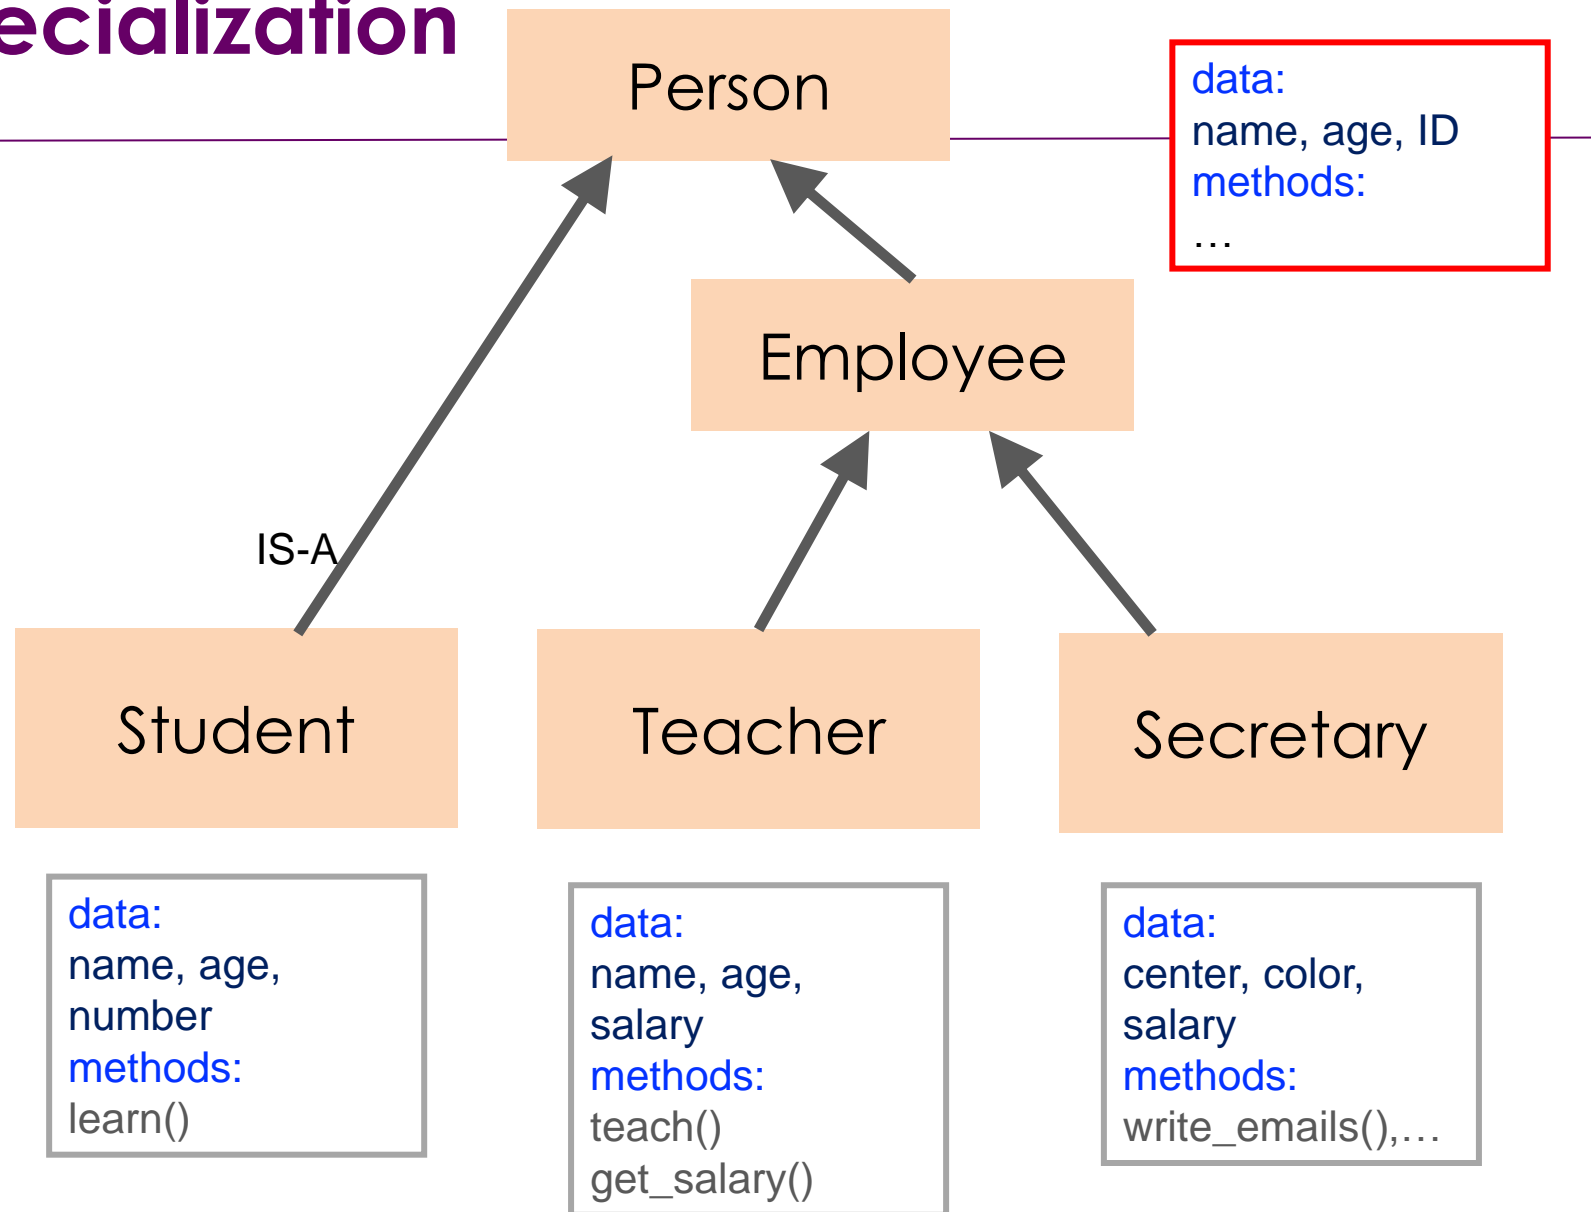 ecialization
Person
data:
name, age, ID
methods:
…
Employee
IS-A
Student
Teacher
Secretary
data:
name, age,
number
methods:
learn()
data:
name, age,
salary
methods:
teach()
get_salary()
data:
center, color,
salary
methods:
write_emails(),…